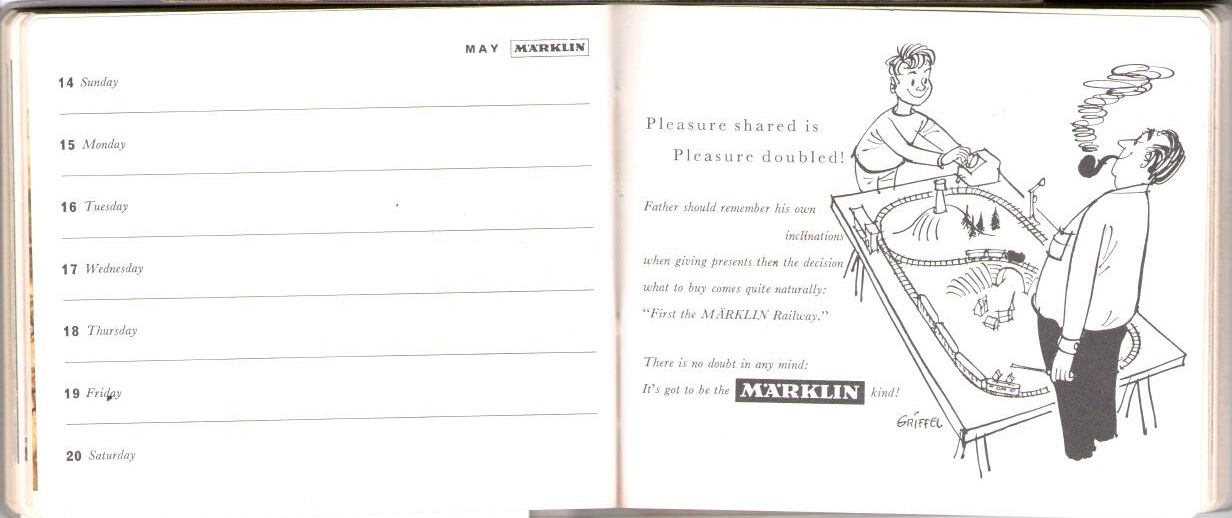 MAY MÄRKLIN
14 Sunday
15 Monday
16 Tuesday
17 Wednesday
18 Thursday
19 Friday
20 Saturday
Pleasure shared is
Pleasure doubled!
Father should remember his own
inclinations
when giving presents then the decision
what to buy comes quite naturally:
“First the MÄRKLIN Railway.”
There is no doubt in any mind:
It's got to be the MÄRKLIN kind!
GRIFFEL